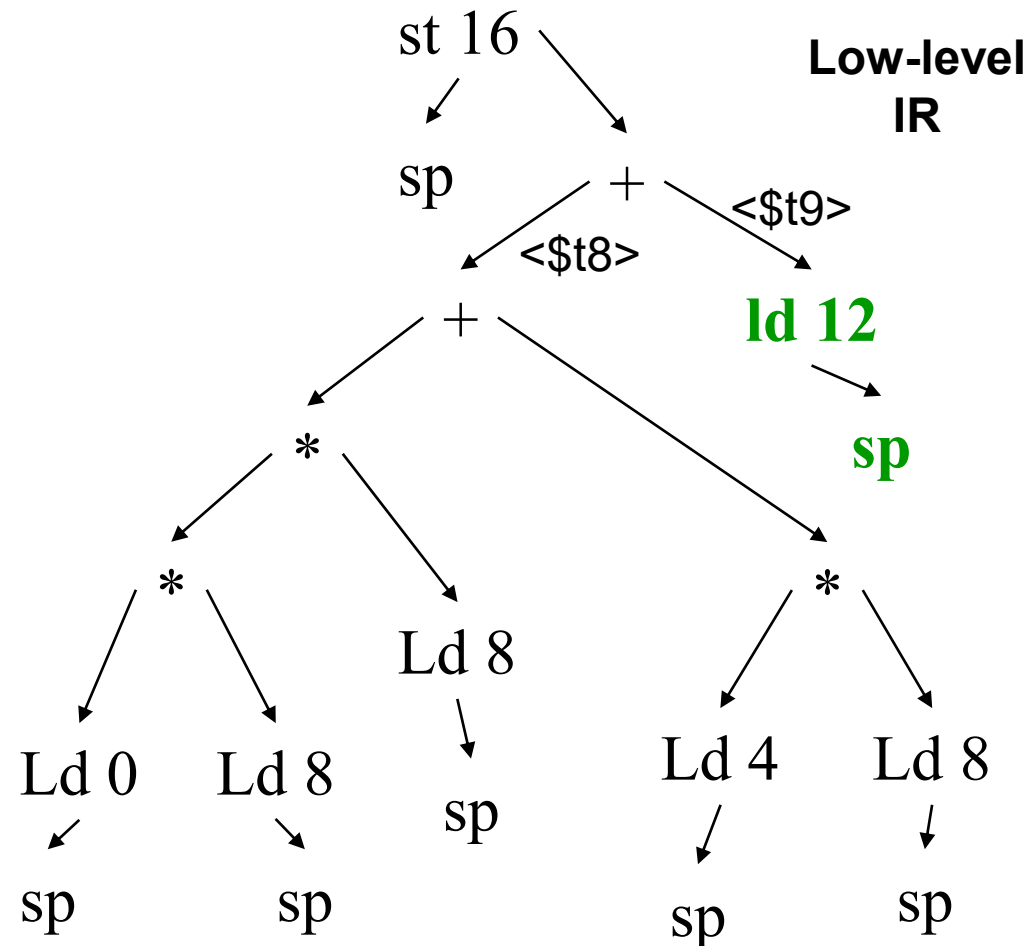 st 16
Low-level
IR
sp
+
<$t9>
<$t8>
+
ld 12
*
sp
*
*
Ld 8
Ld 0
Ld 8
Ld 4
Ld 8
sp
sp
sp
sp
sp